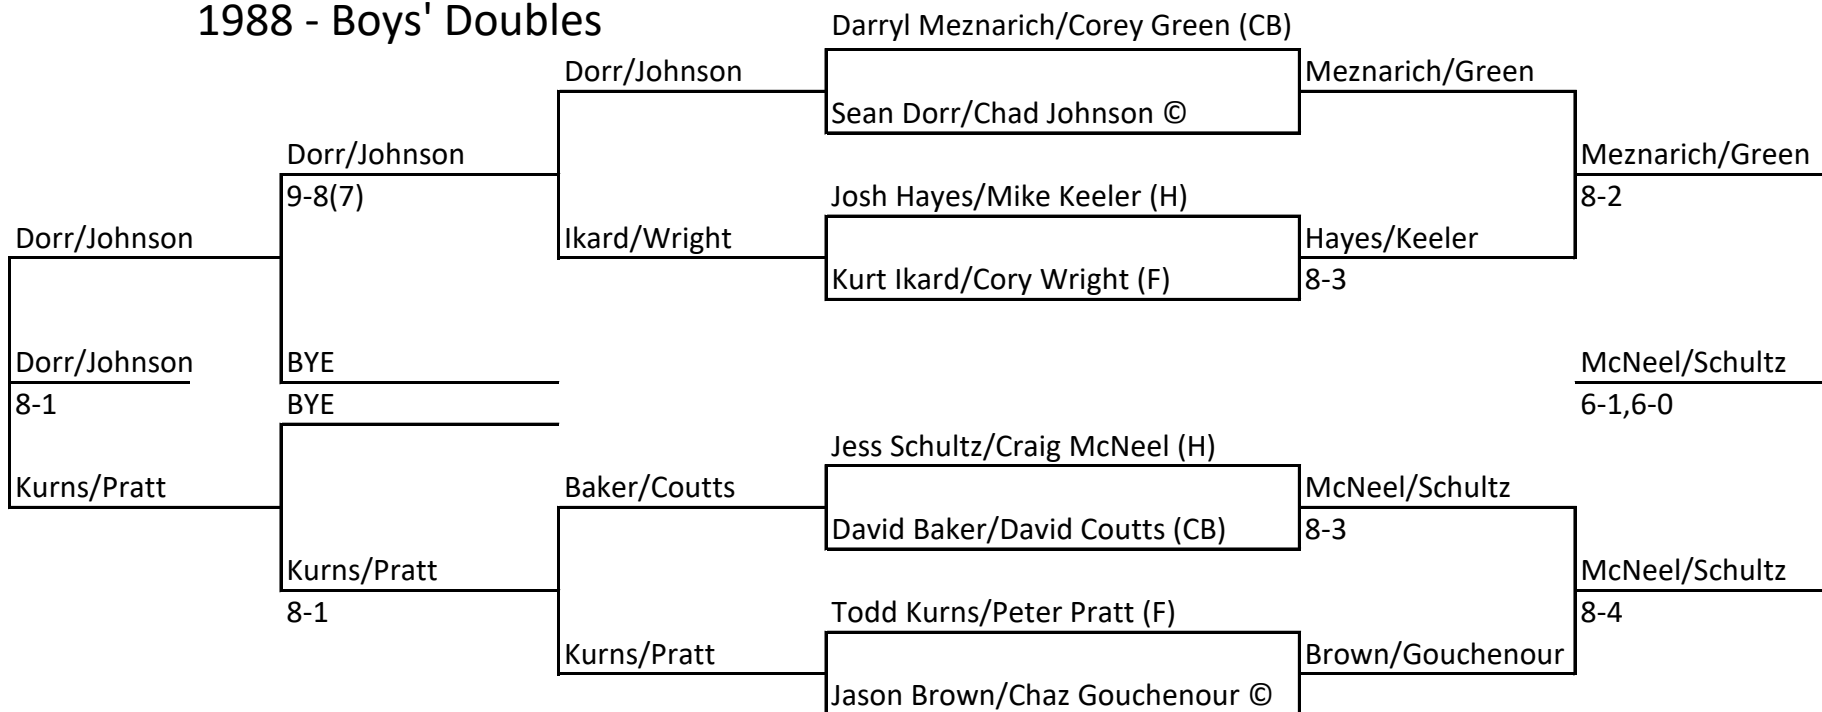 1988 - Boys' Doubles
Darryl Meznarich/Corey Green (CB)
Dorr/Johnson
Meznarich/Green
Sean Dorr/Chad Johnson ©
Dorr/Johnson
Meznarich/Green
9-8(7)
Josh Hayes/Mike Keeler (H)
8-2
Dorr/Johnson
Ikard/Wright
Hayes/Keeler
Kurt Ikard/Cory Wright (F)
8-3
Dorr/Johnson
BYE
McNeel/Schultz
8-1
BYE
6-1,6-0
Jess Schultz/Craig McNeel (H)
Kurns/Pratt
Baker/Coutts
McNeel/Schultz
David Baker/David Coutts (CB)
8-3
Kurns/Pratt
McNeel/Schultz
8-1
Todd Kurns/Peter Pratt (F)
8-4
Kurns/Pratt
Brown/Gouchenour
Jason Brown/Chaz Gouchenour ©